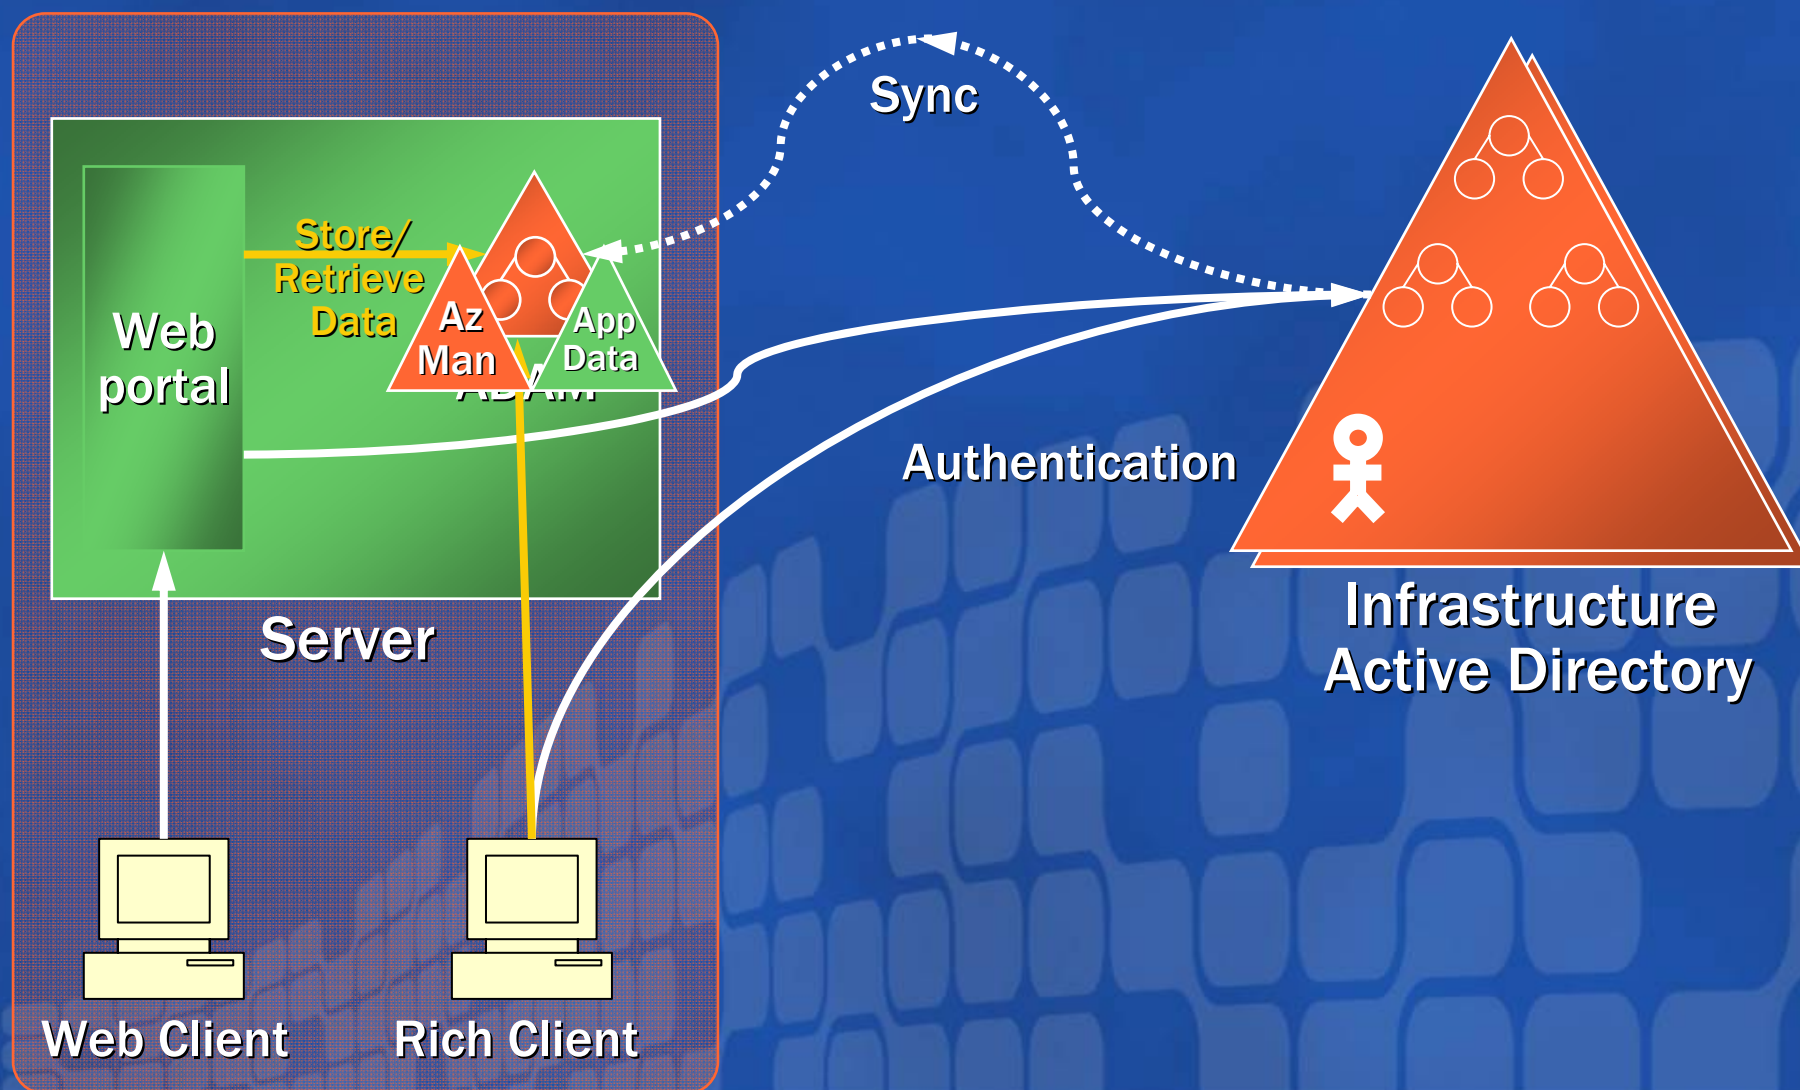 Sync
Store/
Retrieve
Data
Web
portal
Az
Man
App
Data
ADAM
Authentication
Server
Infrastructure
Active Directory
Web Client
Rich Client